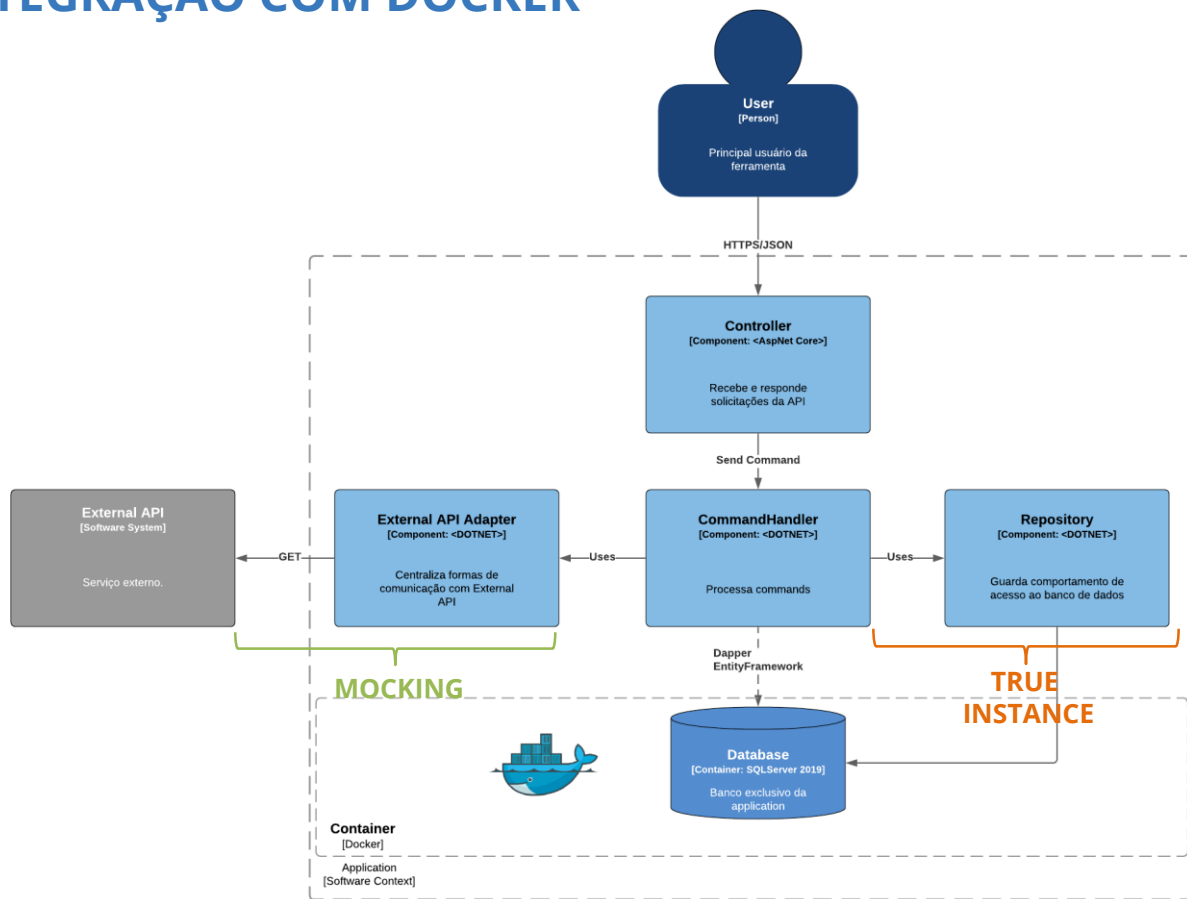 TEGRAÇÃO COM DOCKER
User
[Person]
Principal usuário da
ferramenta
HTTPS/JSON
Controller
[Component: <AspNet Core>]
Recebe e responde
solicitações da API
Send Command
External API
[Software System]
Serviço externo.
GET
External API Adapter
[Component: <DOTNET>]
Centraliza formas de
comunicação com External
API
Uses
CommandHandler
[Component: <DOTNET>]
Processa commands
Uses
Repository
[Component: <DOTNET>]
Guarda comportamento de
acesso ao banco de dados
MOCKING
Dapper
EntityFramework
TRUE
INSTANCE
Database
[Container: SQLServer 2019]
Banco exclusivo da
application
Container
[Docker]
Application
[Software Context]